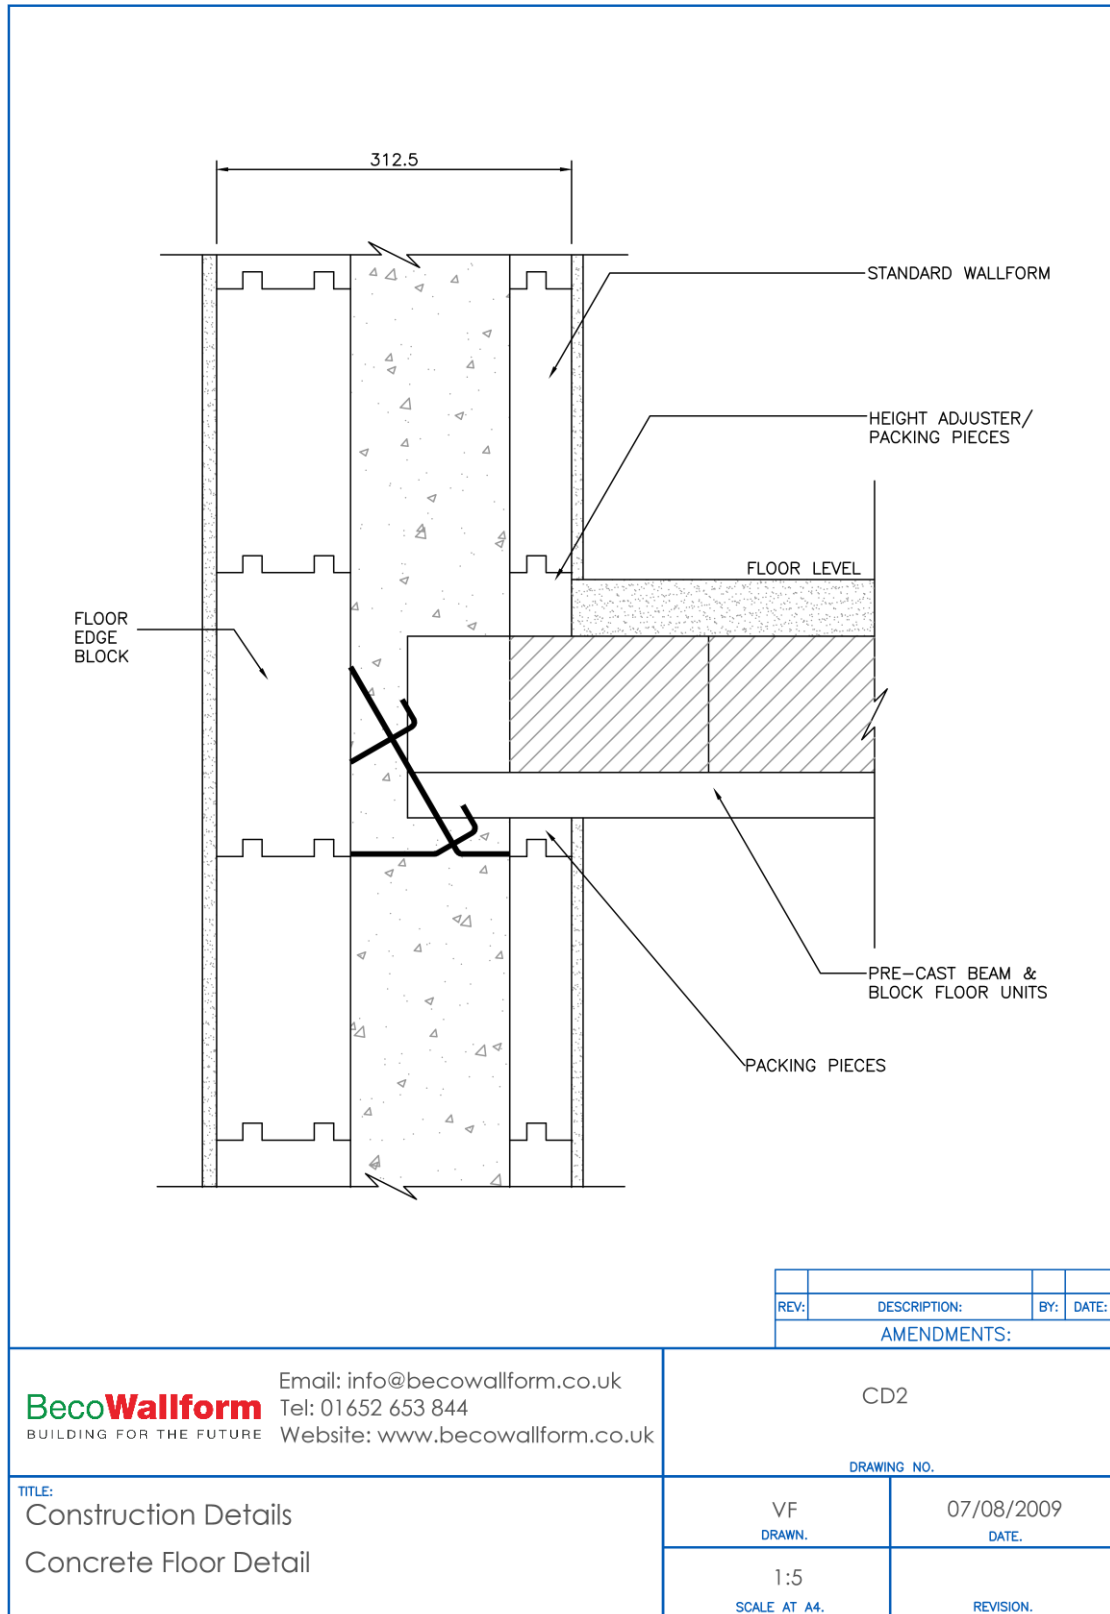 312.5
STANDARD WALLFORM
HEIGHT ADJUSTER/
PACKING PIECES
FLOOR LEVEL
FLOOR
EDGE
BLOCK
PRE-CAST BEAM &
BLOCK FLOOR UNITS
PACKING PIECES
REV: DESCRIPTION: BY: DATE:
AMENDMENTS:
BecoWallform
BUILDING FOR THE FUTURE
Email: info@becowallform.co.uk
Tel: 01652 653 844
Website: www.becowallform.co.uk
CD2
DRAWING NO.
TITLE:
Construction Details
Concrete Floor Detail
VF
DRAWN.
07/08/2009
DATE.
1:5
SCALE AT A4.
REVISION.